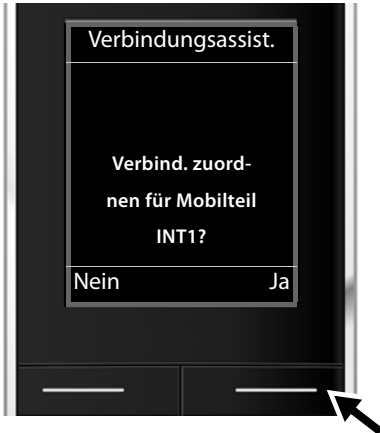 Verbindungsassist.
Verbind. zuord-
nen für Mobilteil
INT1?
Nein Ja